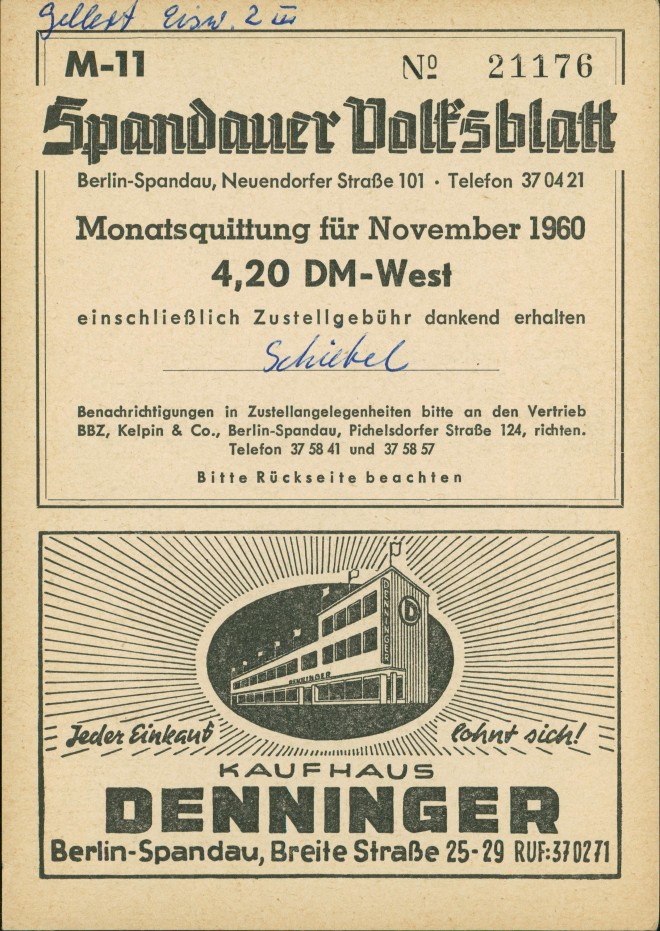 Gellert Eisw. 2 III
M-11 Nº 21176
Spandauer Volksblatt
Berlin-Spandau, Neuendorfer Straße 101 · Telefon 37 04 21
Monatsquittung für November 1960
4,20 DM-West
einschließlich Zustellgebühr dankend erhalten
Schiebel
Benachrichtigungen in Zustellangelegenheiten bitte an den Vertrieb
BBZ, Kelpin & Co., Berlin-Spandau, Pichelsdorfer Straße 124, richten.
Telefon 37 58 41 und 37 58 57
Bitte Rückseite beachten
DENNINGER
D
DENNINGER
Jeder Einkauf lohnt sich!
KAUFHAUS
DENNINGER
Berlin-Spandau, Breite Straße 25-29 RUF: 37 02 71